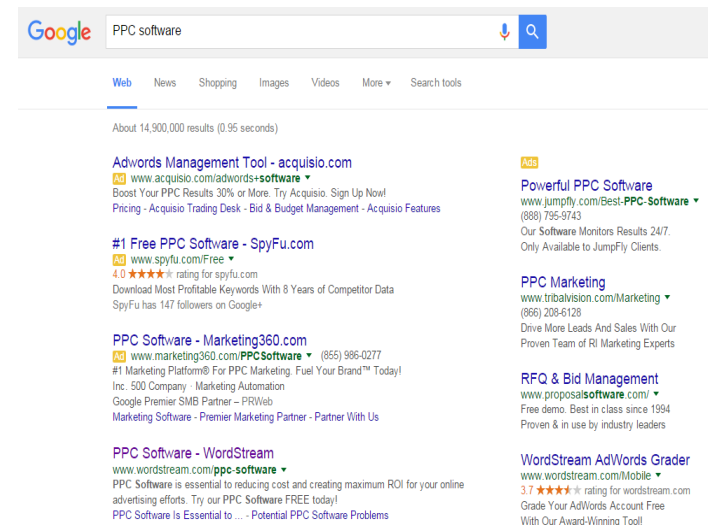 Google
PPC software
Web News Shopping Images Videos More Search tools
About 14,900,000 results (0.95 seconds)
Adwords Management Tool - acquisio.com
Ad www.acquisio.com/adwords+software
Boost Your PPC Results 30% or More. Try Acquisio. Sign Up Now!
Pricing - Acquisio Trading Desk - Bid & Budget Management - Acquisio Features
#1 Free PPC Software - SpyFu.com
Ad www.spyfu.com/Free
4.0 ★★★★★ rating for spyfu.com
Download Most Profitable Keywords With 8 Years of Competitor Data
SpyFu has 147 followers on Google+
PPC Software - Marketing360.com
Ad www.marketing360.com/PPCSoftware (855) 986-0277
#1 Marketing Platform® For PPC Marketing. Fuel Your Brand™ Today!
Inc. 500 Company · Marketing Automation
Google Premier SMB Partner – PRWeb
Marketing Software - Premier Marketing Partner - Partner With Us
PPC Software - WordStream
www.wordstream.com/ppc-software
PPC Software is essential to reducing cost and creating maximum ROI for your online
advertising efforts. Try our PPC Software FREE today!
PPC Software Is Essential to ... - Potential PPC Software Problems
Ads
Powerful PPC Software
www.jumpfly.com/Best-PPC-Software
(888) 795-9743
Our Software Monitors Results 24/7.
Only Available to JumpFly Clients.
PPC Marketing
www.tribalvision.com/Marketing
(866) 208-6128
Drive More Leads And Sales With Our
Proven Team of RI Marketing Experts
RFQ & Bid Management
www.proposalsoftware.com/
Free demo. Best in class since 1994
Proven & in use by industry leaders
WordStream AdWords Grader
www.wordstream.com/Mobile
3.7 ★★★★★ rating for wordstream.com
Grade Your AdWords Account Free
With Our Award-Winning Tool!